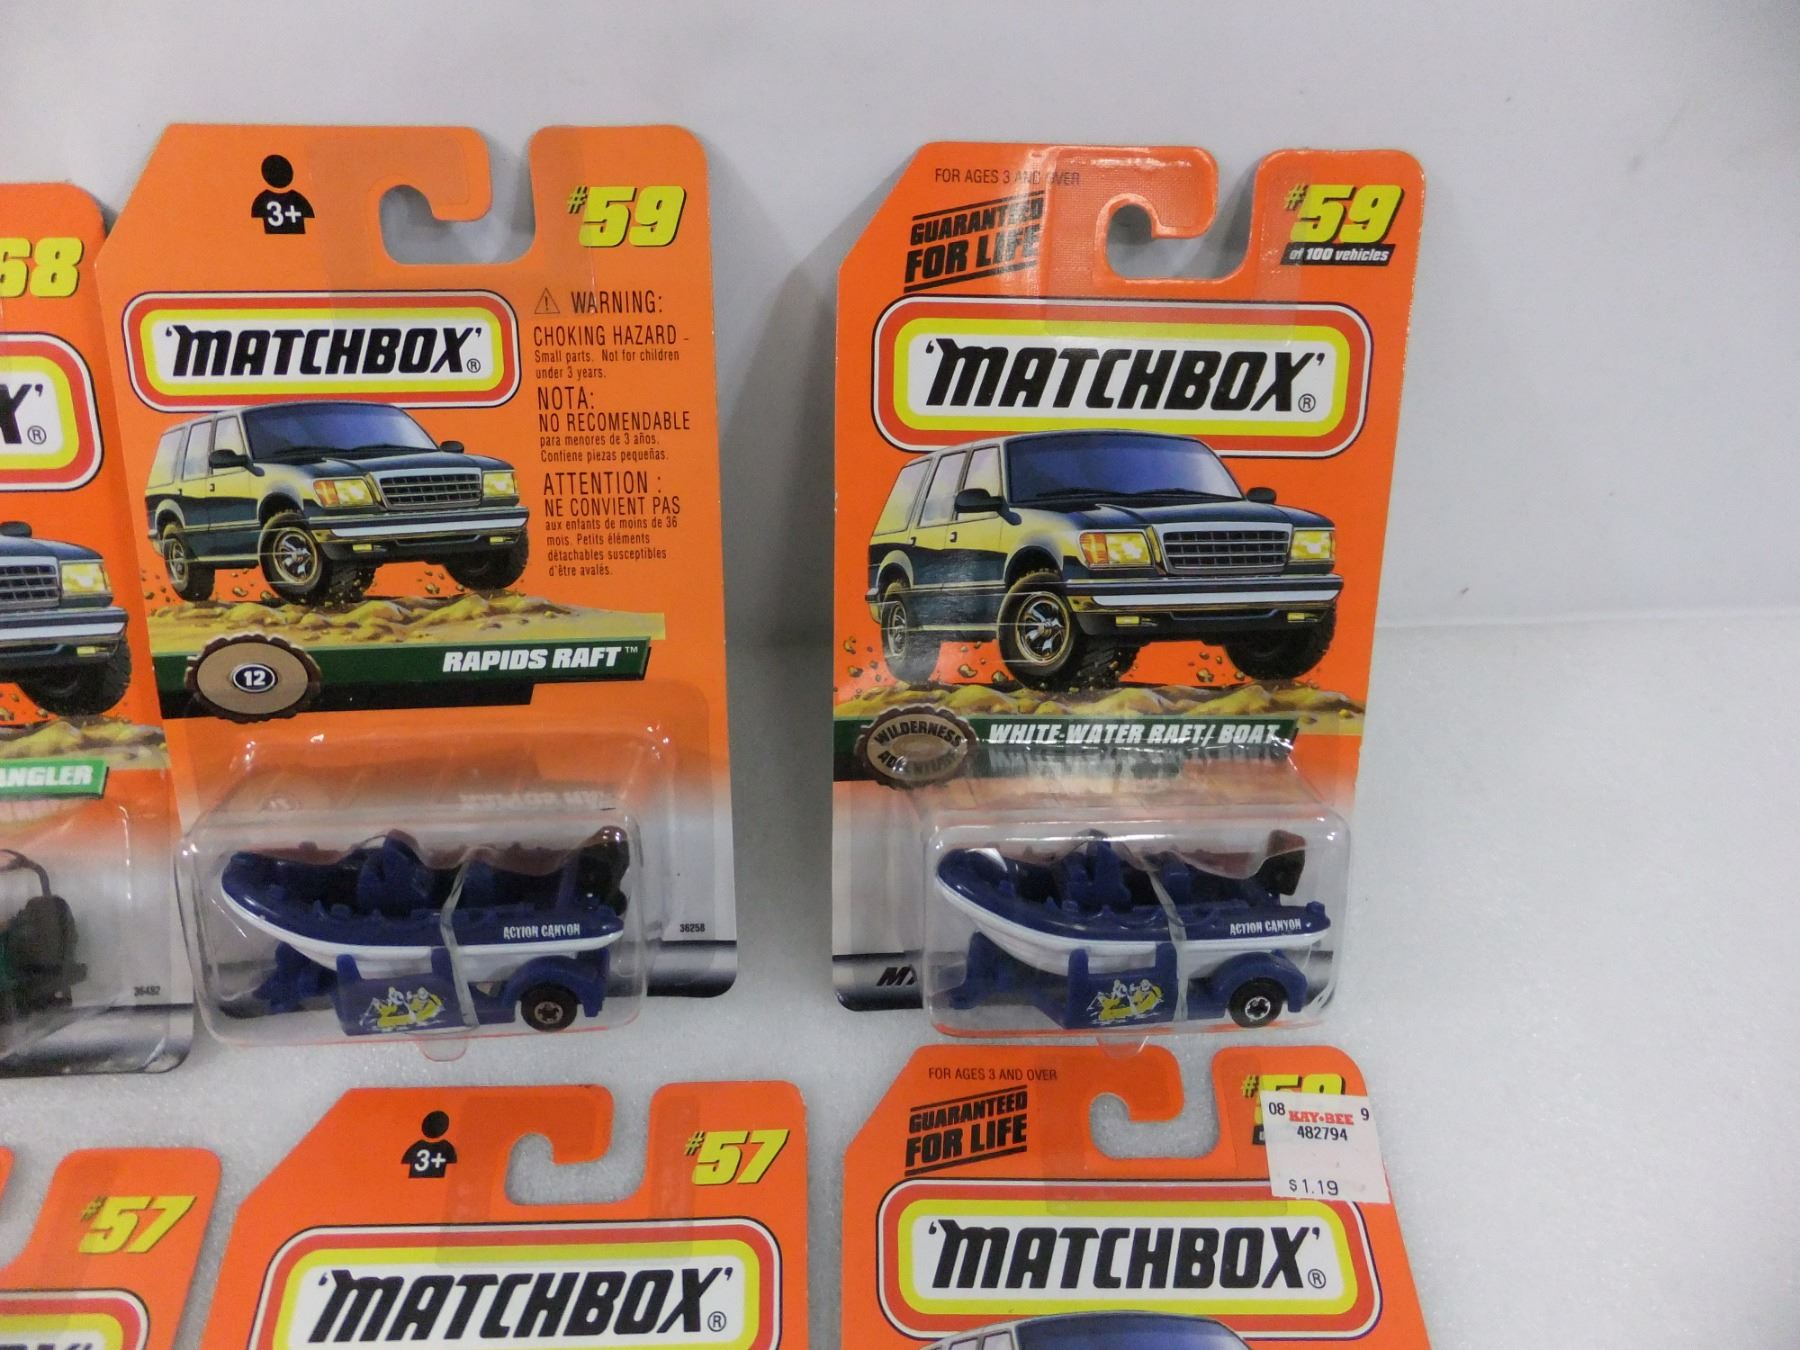 68
®
ANGLER
36482
3+
#59
'MATCHBOX'®
WARNING:
CHOKING HAZARD -
Small parts. Not for children
under 3 years.
NOTA:
NO RECOMENDABLE
para menores de 3 años.
Contiene piezas pequeñas.
ATTENTION :
NE CONVIENT PAS
aux enfants de moins de 36
mois. Petits éléments
détachables susceptibles
d'être avalés.
12
RAPIDS RAFT™
ACTION CANYON
36258
FOR AGES 3 AND OVER
GUARANTEED
FOR LIFE
#59
of 100 vehicles
'MATCHBOX'®
WILDERNESS
ADVENTURE
WHITE-WATER RAFT/ BOAT
ACTION CANYON
#57
3+
#57
'MATCHBOX'®
FOR AGES 3 AND OVER
GUARANTEED
FOR LIFE
08 KAY•BEE 9
482794
$1.19
'MATCHBOX'®